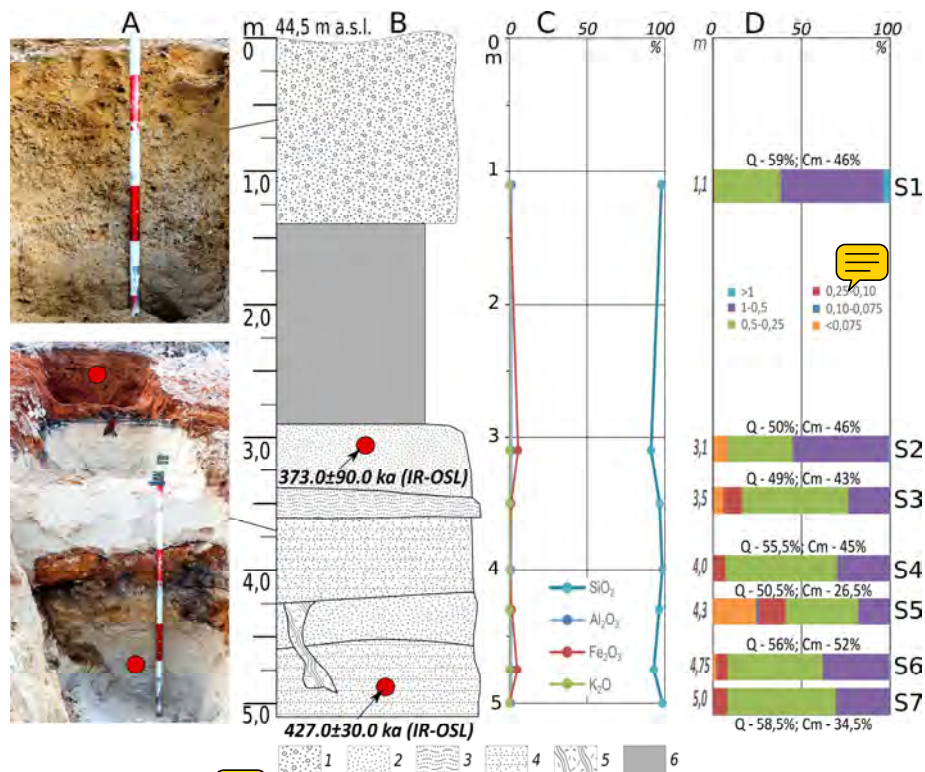 A
m 44,5 m a.s.l. B
0
1,0
2,0
3,0
373.0±90.0 ka (IR-OSL)
4,0
5,0
427.0±30.0 ka (IR-OSL)
1 2 3 4 5 6
C
0 50 100
m %
1
2
3
4
5
SiO₂
Al₂O₃
Fe₂O₃
K₂O
D
0 50 100
m %
Q - 59%; Cm - 46%
1,1 S1
>1 0,25-0,10
1-0,5 0,10-0,075
0,5-0,25 <0,075
Q - 50%; Cm - 46%
3,1 S2
Q - 49%; Cm - 43%
3,5 S3
Q - 55,5%; Cm - 45%
4,0 S4
Q - 50,5%; Cm - 26,5%
4,3 S5
Q - 56%; Cm - 52%
4,75 S6
5,0 S7
Q - 58,5%; Cm - 34,5%